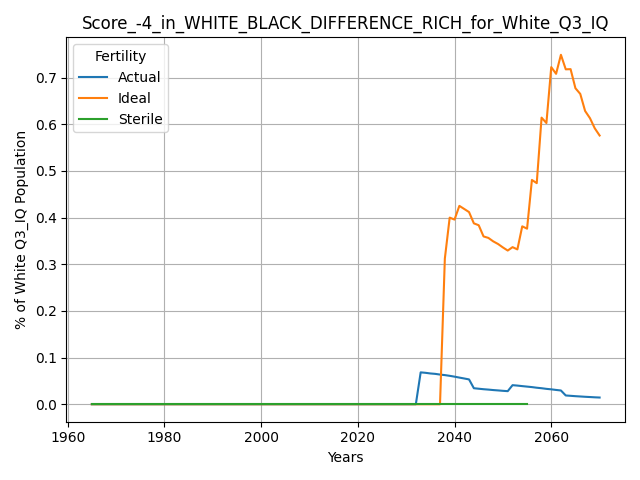 Score_-4_in_WHITE_BLACK_DIFFERENCE_RICH_for_White_Q3_IQ
Fertility
Actual
Ideal
Sterile
% of White Q3_IQ Population
0.7
0.6
0.5
0.4
0.3
0.2
0.1
0.0
1960 1980 2000 2020 2040 2060
Years